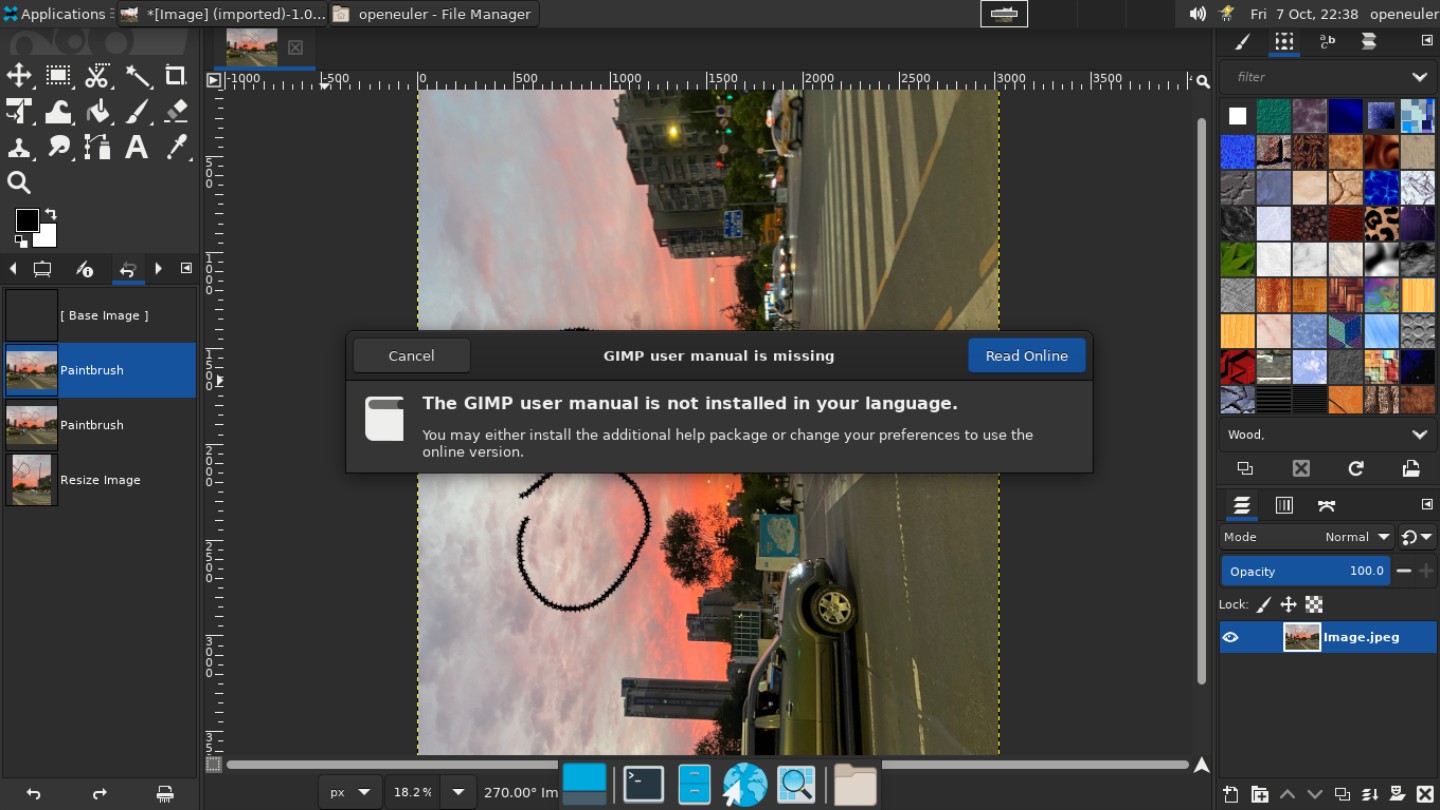 Applications
*[Image] (imported)-1.0...
openeuler - File Manager
Fri 7 Oct, 22:38
openeuler
-1000
-500
0
500
1000
1500
2000
2500
3000
3500
filter
500
1000
1500
2000
2500
3000
35
[ Base Image ]
Paintbrush
Paintbrush
Resize Image
Cancel
GIMP user manual is missing
Read Online
The GIMP user manual is not installed in your language.
You may either install the additional help package or change your preferences to use the
online version.
Wood,
Mode
Normal
Opacity
100.0
Lock:
Image.jpeg
px
18.2 %
270.00° Im